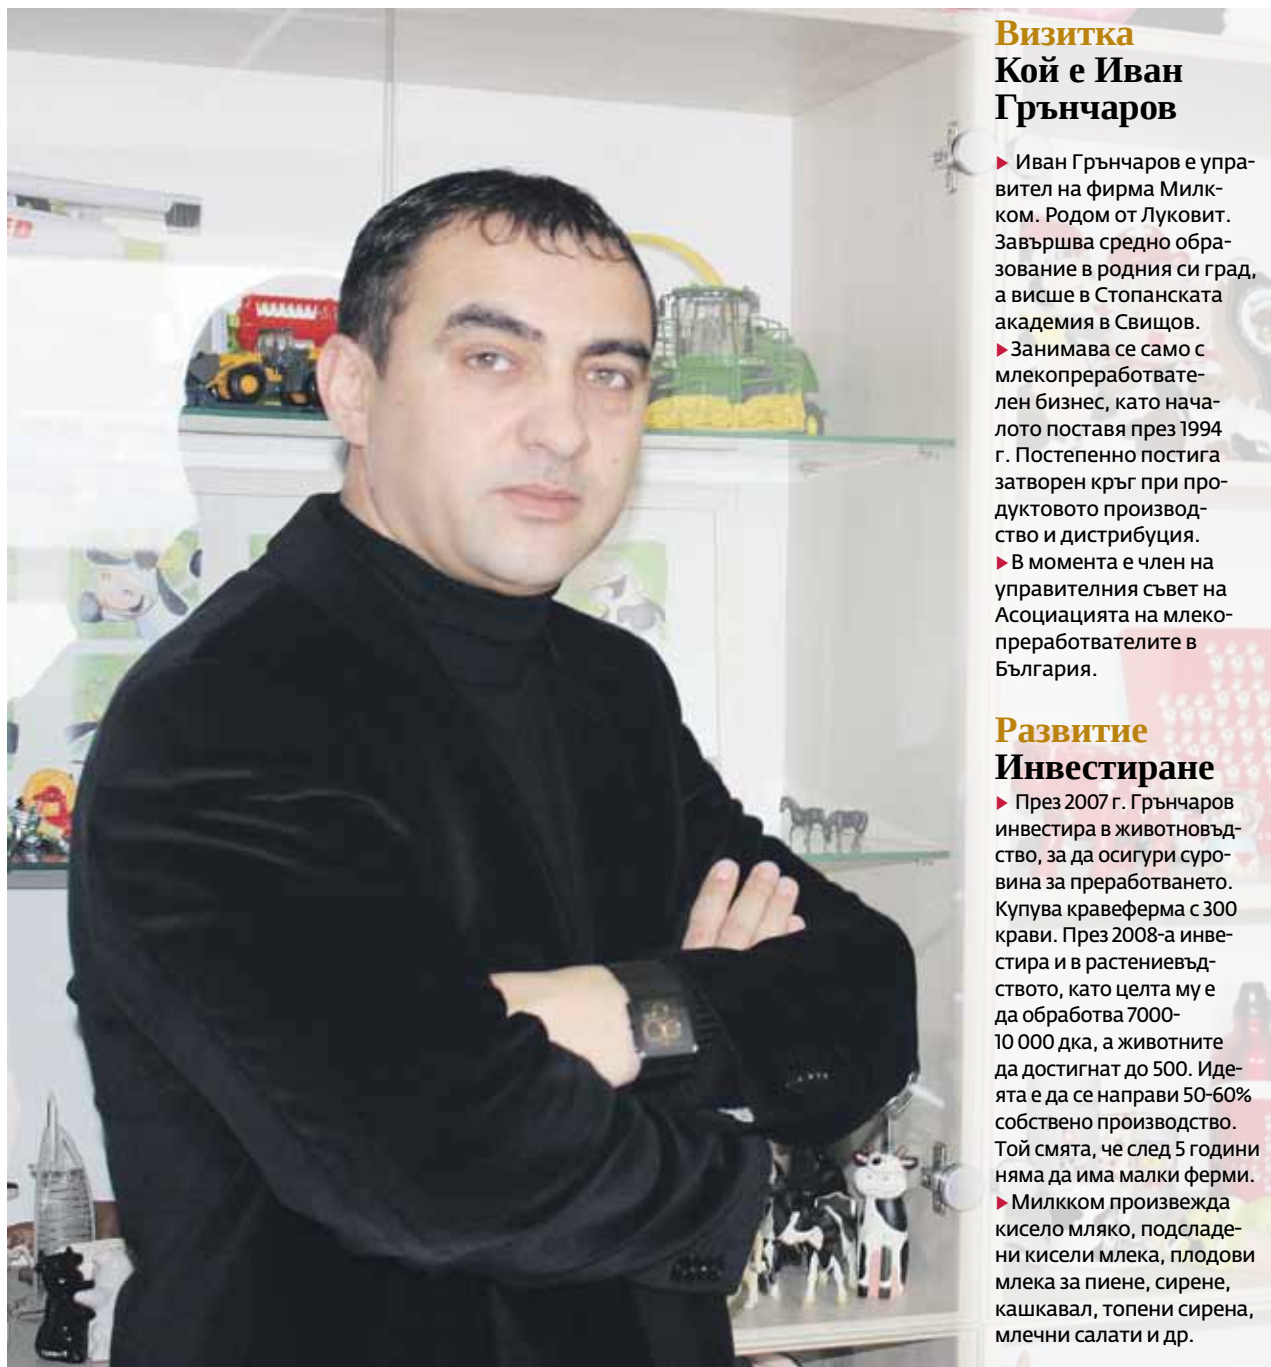 Визитка
Кой е Иван
Грънчаров
Иван Грънчаров е упра-
вител на фирма Милк-
ком. Родом от Луковит.
Завършва средно обра-
зование в родния си град,
а висше в Стопанската
академия в Свищов.
Занимава се само с
млекопреработвате-
лен бизнес, като нача-
лото поставя през 1994
г. Постепенно постига
затворен кръг при про-
дуктовото производ-
ство и дистрибуция.
В момента е член на
управителния съвет на
Асоциацията на млеко-
преработвателите в
България.
Развитие
Инвестиране
През 2007 г. Грънчаров
инвестира в животновъд-
ство, за да осигури суро-
вина за преработването.
Купува кравеферма с 300
крави. През 2008-а инве-
стира и в растениевъд-
ството, като целта му е
да обработва 7000-
10 000 дка, а животните
да достигнат до 500. Иде-
ята е да се направи 50-60%
собствено производство.
Той смята, че след 5 години
няма да има малки ферми.
Милкком произвежда
кисело мляко, подсладе-
ни кисели млека, плодови
млека за пиене, сирене,
кашкавал, топени сирена,
млечни салати и др.